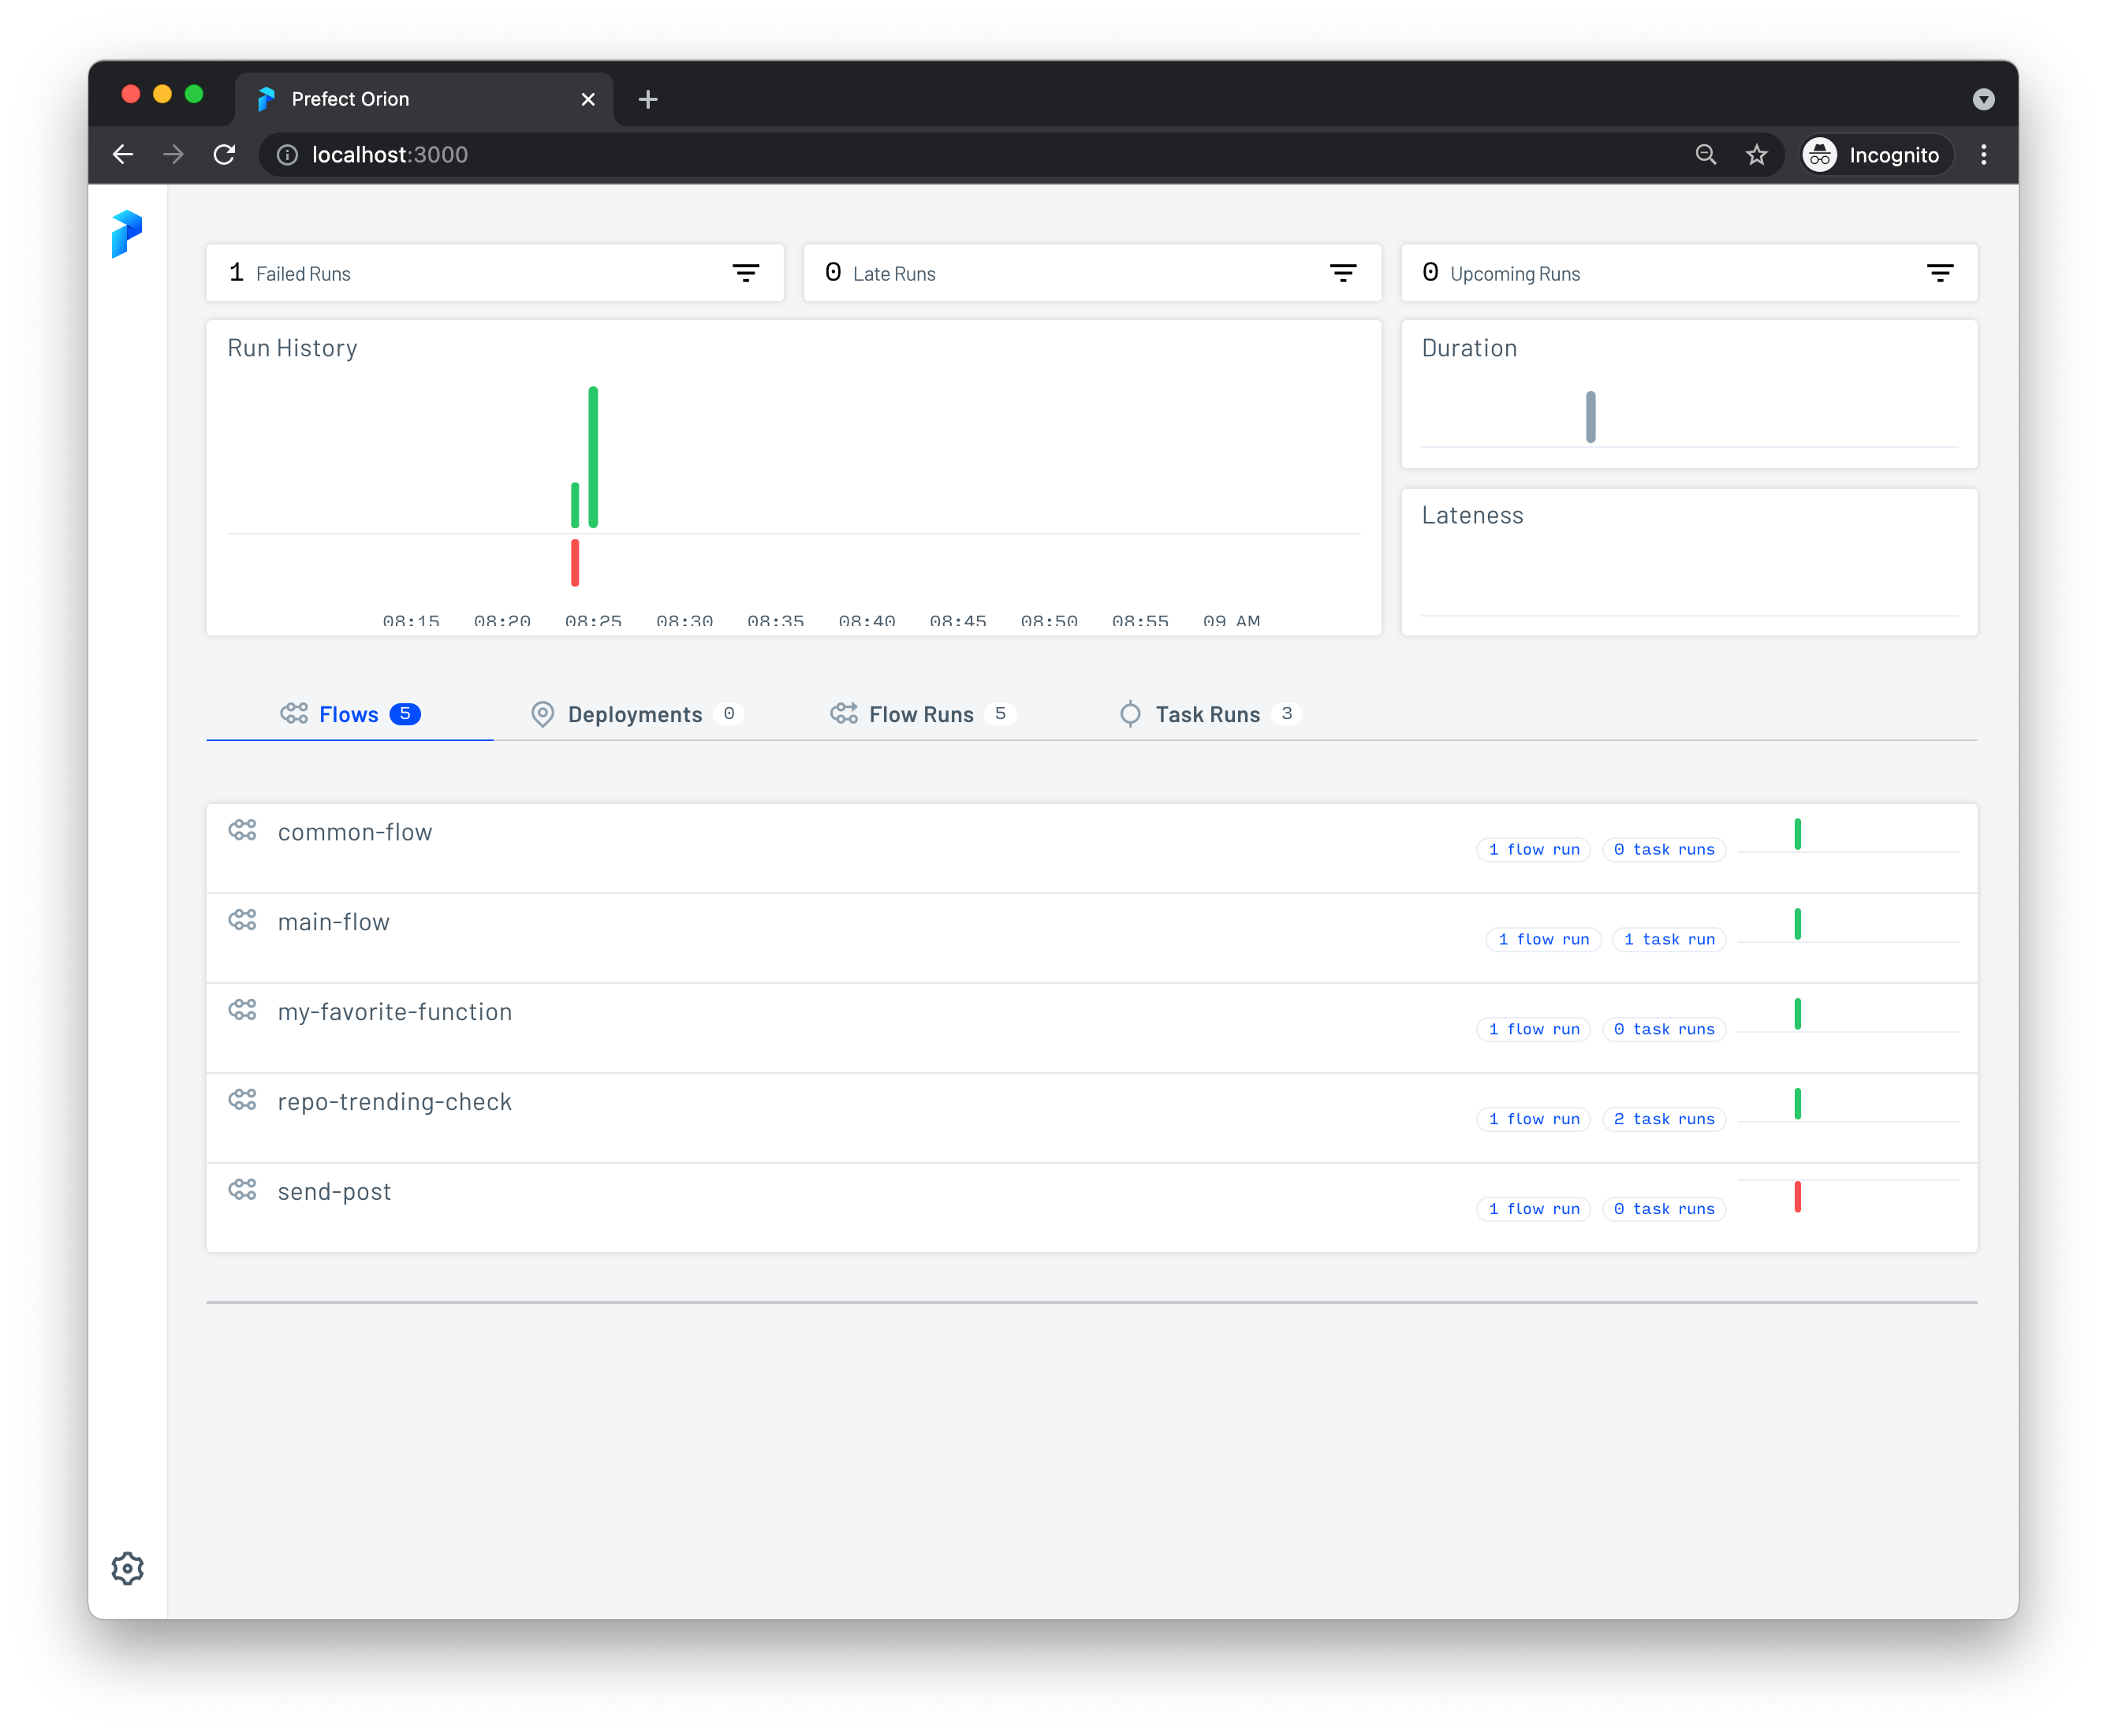 Prefect Orion
localhost:3000
Incognito
1 Failed Runs
0 Late Runs
0 Upcoming Runs
Run History
08:15 08:20 08:25 08:30 08:35 08:40 08:45 08:50 08:55 09 AM
Duration
Lateness
Flows 5 Deployments 0 Flow Runs 5 Task Runs 3
common-flow
1 flow run 0 task runs
main-flow
1 flow run 1 task run
my-favorite-function
1 flow run 0 task runs
repo-trending-check
1 flow run 2 task runs
send-post
1 flow run 0 task runs